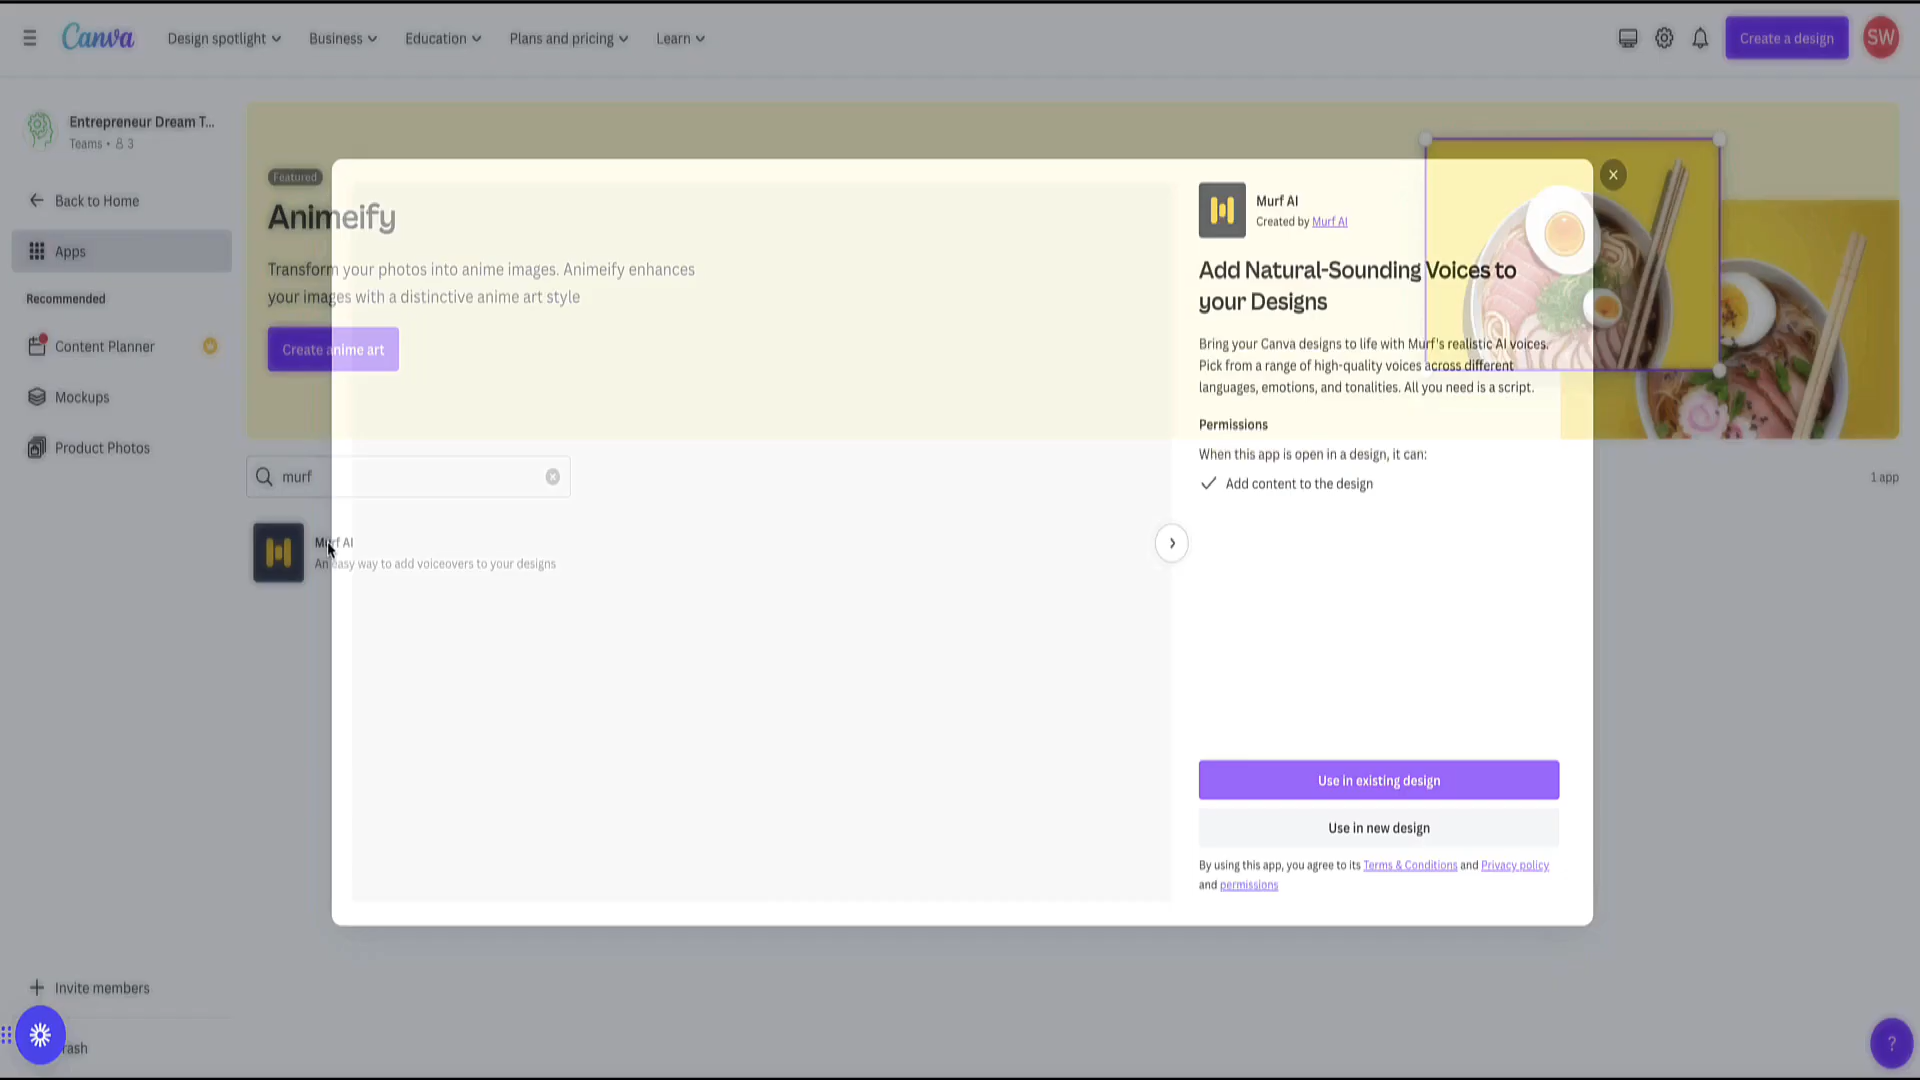 Canva
Design spotlight
Business
Education
Plans and pricing
Learn
Create a design
SW
Entrepreneur Dream T...
Teams • 3
Back to Home
Apps
Recommended
Content Planner
Mockups
Product Photos
Invite members
rash
Featured
Animeify
Transform your photos into anime images. Animeify enhances
your images with a distinctive anime art style
Create anime art
murf
1 app
Murf AI
An easy way to add voiceovers to your designs
Murf AI
Created by Murf AI
Add Natural-Sounding Voices to
your Designs
Bring your Canva designs to life with Murf's realistic AI voices.
Pick from a range of high-quality voices across different
languages, emotions, and tonalities. All you need is a script.
Permissions
When this app is open in a design, it can:
Add content to the design
Use in existing design
Use in new design
By using this app, you agree to its Terms & Conditions and Privacy policy
and permissions
?